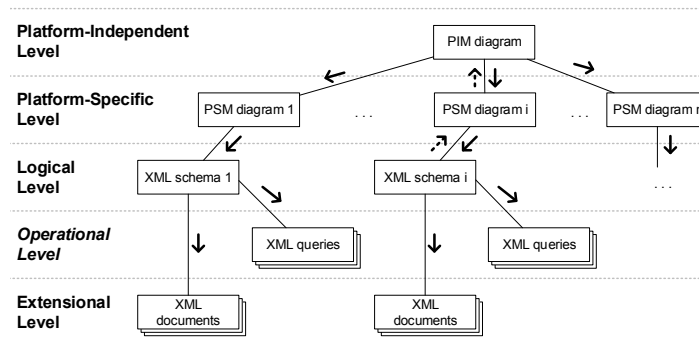 Platform-Independent
Level
PIM diagram
Platform-Specific
Level
PSM diagram 1
. . .
PSM diagram i
. . .
PSM diagram n
Logical
Level
XML schema 1
XML schema i
. . .
Operational
Level
XML queries
XML queries
Extensional
Level
XML
documents
XML
documents